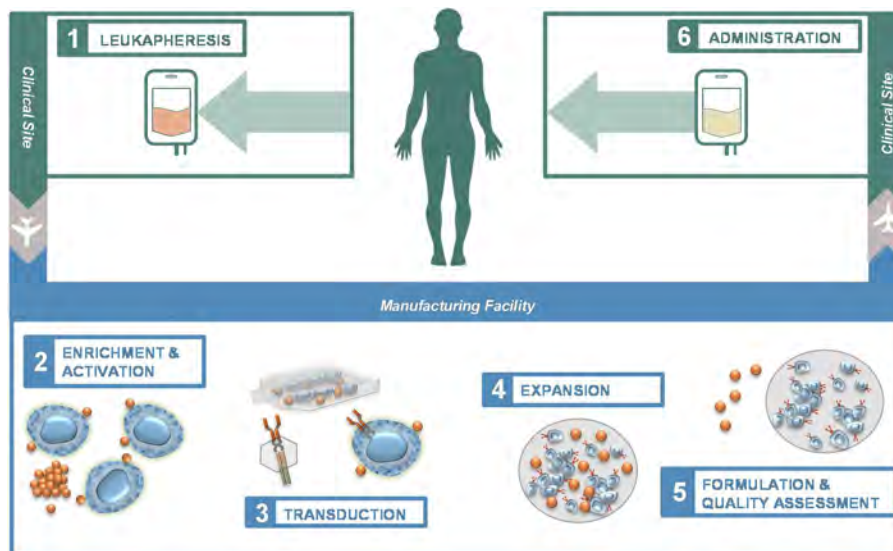 1 LEUKAPHERESIS
6 ADMINISTRATION
Clinical Site
Clinical Site
Manufacturing Facility
2 ENRICHMENT &
ACTIVATION
3 TRANSDUCTION
4 EXPANSION
5 FORMULATION &
QUALITY ASSESSMENT